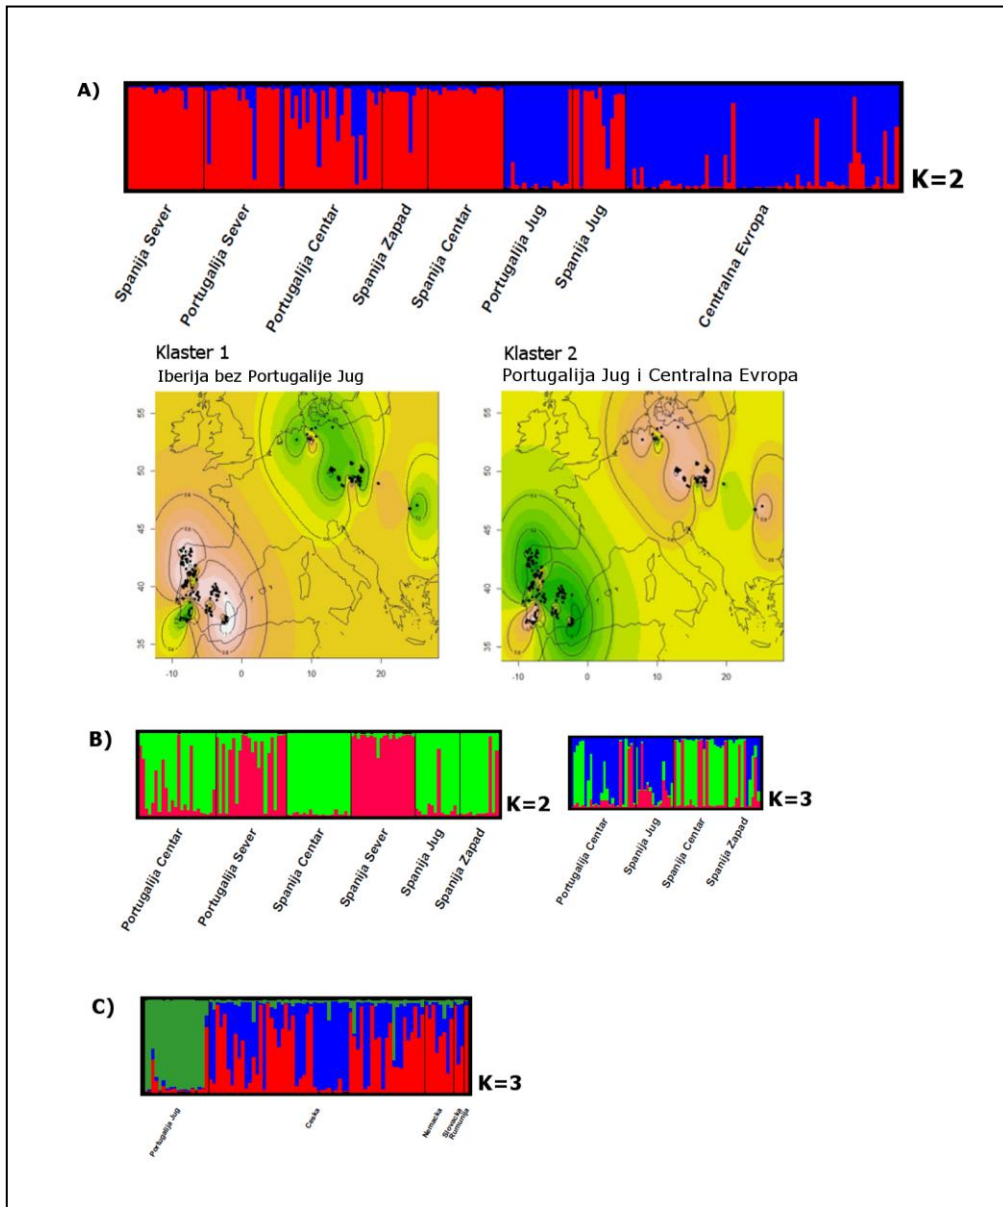 A)
K=2
Spanija Sever
Portugalija Sever
Portugalija Centar
Spanija Zapad
Spanija Centar
Portugalija Jug
Spanija Jug
Centralna Evropa
Klaster 1
Iberija bez Portugalije Jug
Klaster 2
Portugalija Jug i Centralna Evropa
55
50
45
40
35
-10
0
10
20
55
50
45
40
35
-10
0
10
20
B)
K=2
Portugalija Centar
Portugalija Sever
Spanija Centar
Spanija Sever
Spanija Jug
Spanija Zapad
K=3
Portugalija Centar
Spanija Jug
Spanija Centar
Spanija Zapad
C)
K=3
Portugalija Jug
Ceska
Nemacka
Slovacka
Rumunija